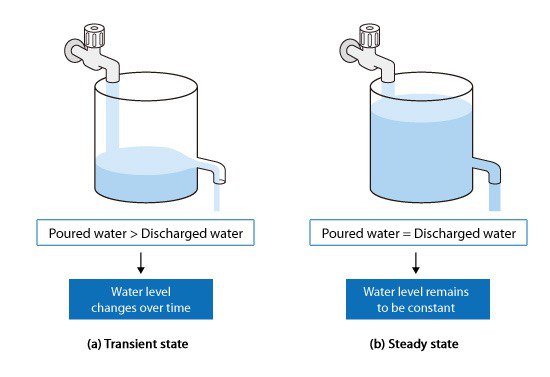 Poured water > Discharged water
Water level
changes over time
(a) Transient state
Poured water = Discharged water
Water level remains
to be constant
(b) Steady state